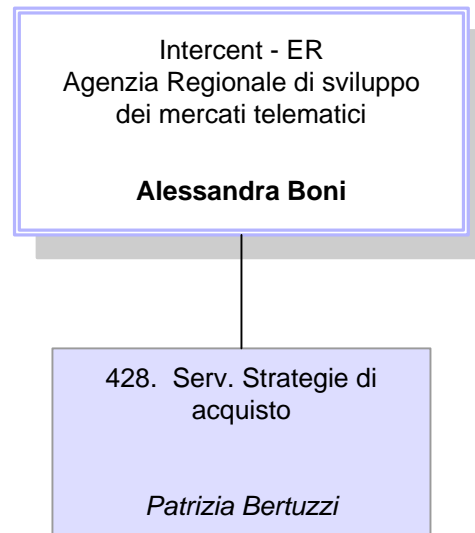 Intercent - ER
Agenzia Regionale di sviluppo
dei mercati telematici
Alessandra Boni
428. Serv. Strategie di
acquisto
Patrizia Bertuzzi